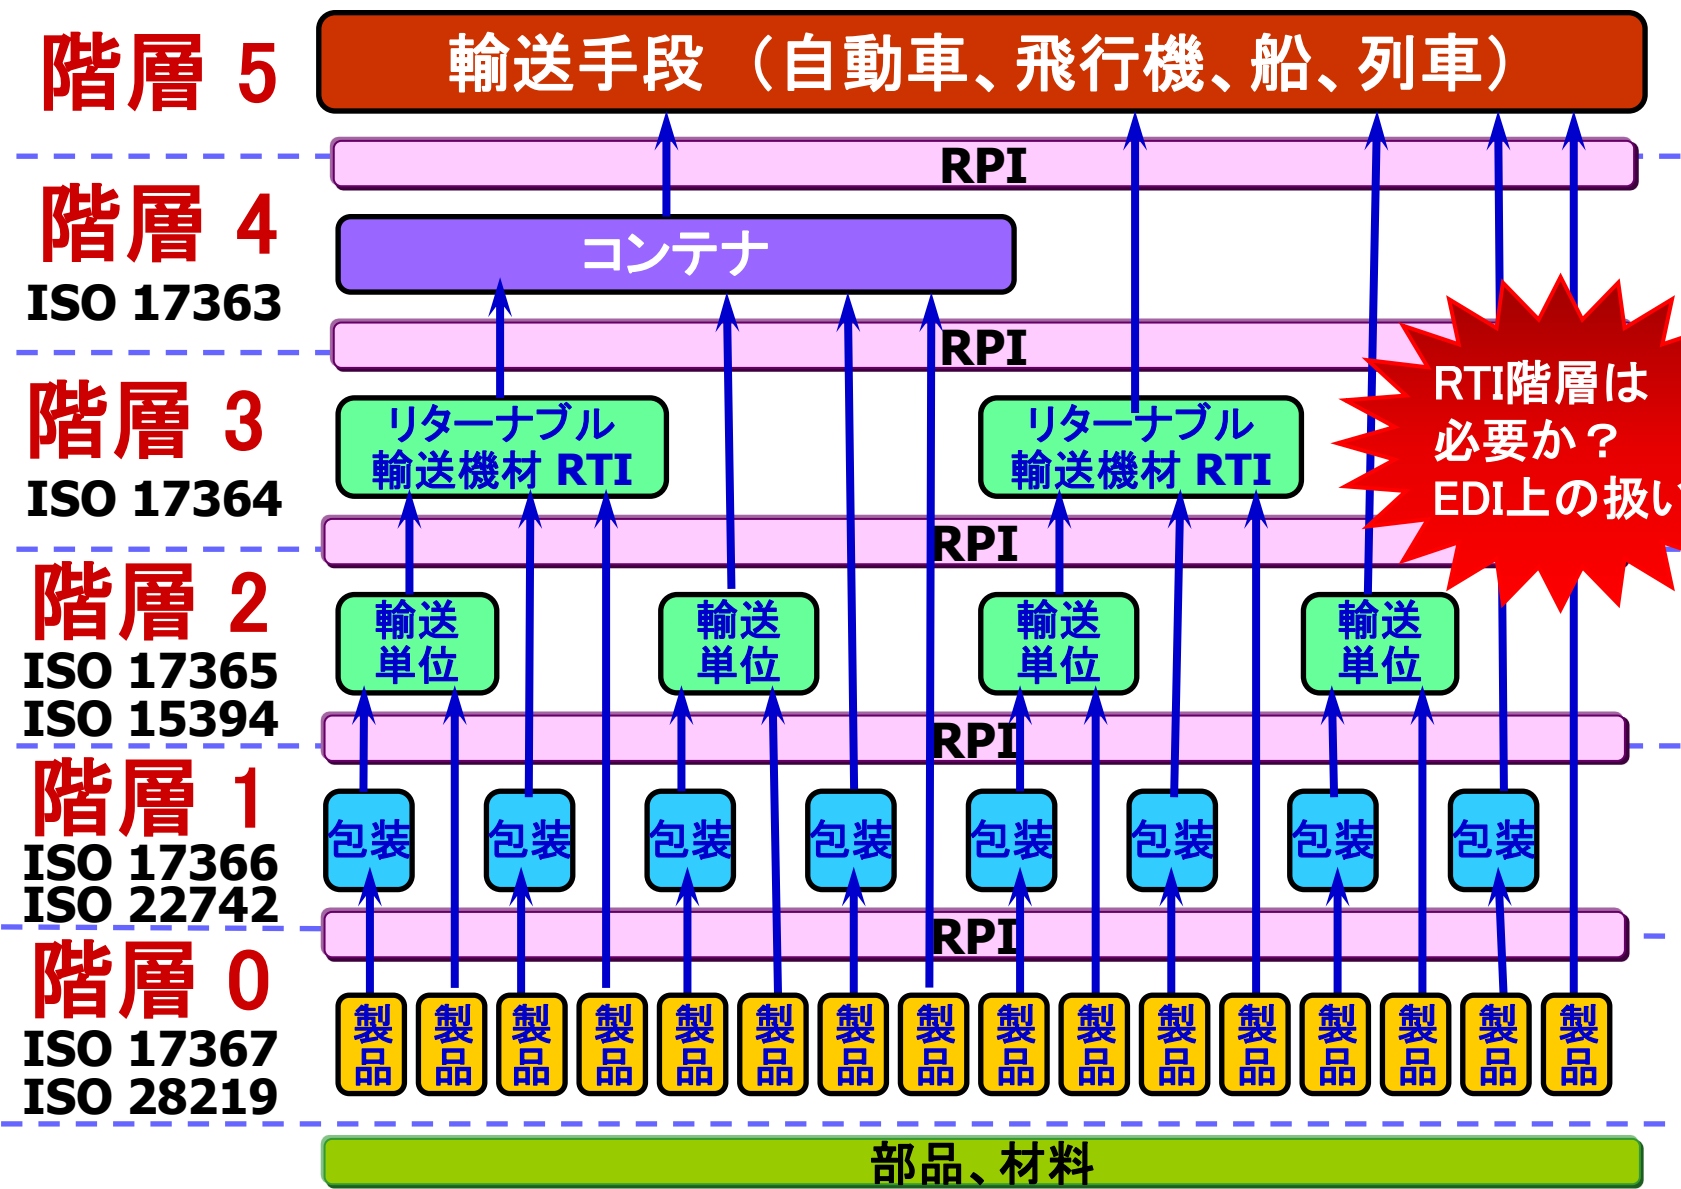 階層 5
輸送手段 （自動車、飛行機、船、列車）
RPI
階層 4
ISO 17363
コンテナ
RPI
階層 3
ISO 17364
リターナブル
輸送機材 RTI
リターナブル
輸送機材 RTI
RTI階層は
必要か？
EDI上の扱い
RPI
階層 2
ISO 17365
ISO 15394
輸送
単位
輸送
単位
輸送
単位
輸送
単位
RPI
階層 1
ISO 17366
ISO 22742
包装
包装
包装
包装
包装
包装
包装
包装
RPI
階層 0
ISO 17367
ISO 28219
製
品
製
品
製
品
製
品
製
品
製
品
製
品
製
品
製
品
製
品
製
品
製
品
製
品
製
品
製
品
製
品
部品、材料